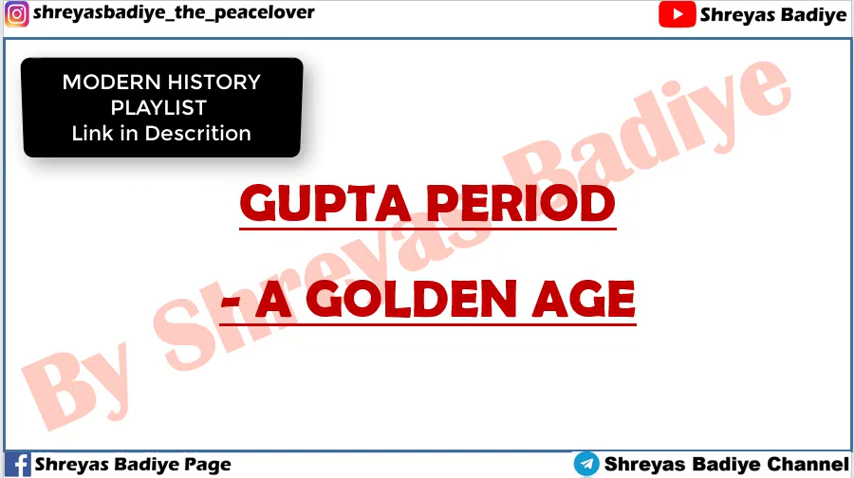 shreyasbadiye_the_peacelover
Shreyas Badiye
MODERN HISTORY
PLAYLIST
Link in Descrition
GUPTA PERIOD
- A GOLDEN AGE
By Shreyas Badiye
Shreyas Badiye Page
Shreyas Badiye Channel